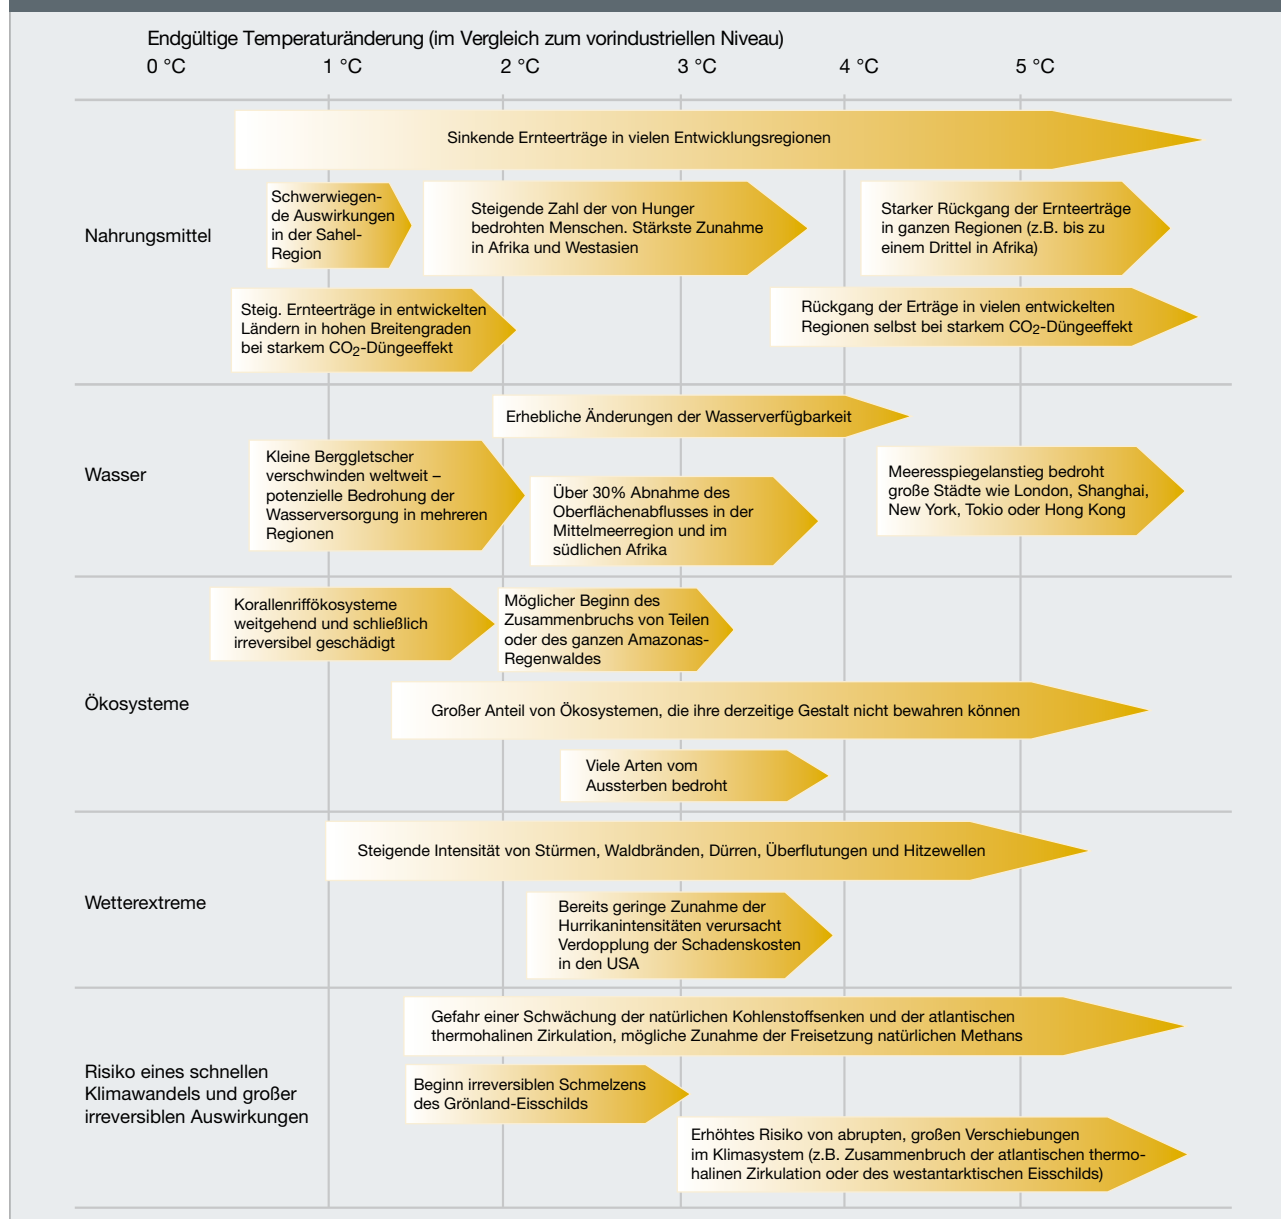 Endgültige Temperaturänderung (im Vergleich zum vorindustriellen Niveau)
0 °C 1 °C 2 °C 3 °C 4 °C 5 °C
Nahrungsmittel
Sinkende Ernteerträge in vielen Entwicklungsregionen
Schwerwiegen-
de Auswirkungen
in der Sahel-
Region
Steigende Zahl der von Hunger
bedrohten Menschen. Stärkste Zunahme
in Afrika und Westasien
Starker Rückgang der Ernteerträge
in ganzen Regionen (z.B. bis zu
einem Drittel in Afrika)
Steig. Ernteerträge in entwickelten
Ländern in hohen Breitengraden
bei starkem CO2-Düngeeffekt
Rückgang der Erträge in vielen entwickelten
Regionen selbst bei starkem CO2-Düngeeffekt
Wasser
Erhebliche Änderungen der Wasserverfügbarkeit
Kleine Berggletscher
verschwinden weltweit –
potenzielle Bedrohung der
Wasserversorgung in mehreren
Regionen
Über 30% Abnahme des
Oberflächenabflusses in der
Mittelmeerregion und im
südlichen Afrika
Meeresspiegelanstieg bedroht
große Städte wie London, Shanghai,
New York, Tokio oder Hong Kong
Ökosysteme
Korallenriffökosysteme
weitgehend und schließlich
irreversibel geschädigt
Möglicher Beginn des
Zusammenbruchs von Teilen
oder des ganzen Amazonas-
Regenwaldes
Großer Anteil von Ökosystemen, die ihre derzeitige Gestalt nicht bewahren können
Viele Arten vom
Aussterben bedroht
Wetterextreme
Steigende Intensität von Stürmen, Waldbränden, Dürren, Überflutungen und Hitzewellen
Bereits geringe Zunahme der
Hurrikanintensitäten verursacht
Verdopplung der Schadenskosten
in den USA
Risiko eines schnellen
Klimawandels und großer
irreversiblen Auswirkungen
Gefahr einer Schwächung der natürlichen Kohlenstoffsenken und der atlantischen
thermohalinen Zirkulation, mögliche Zunahme der Freisetzung natürlichen Methans
Beginn irreversiblen Schmelzens
des Grönland-Eisschilds
Erhöhtes Risiko von abrupten, großen Verschiebungen
im Klimasystem (z.B. Zusammenbruch der atlantischen thermo-
halinen Zirkulation oder des westantarktischen Eisschilds)